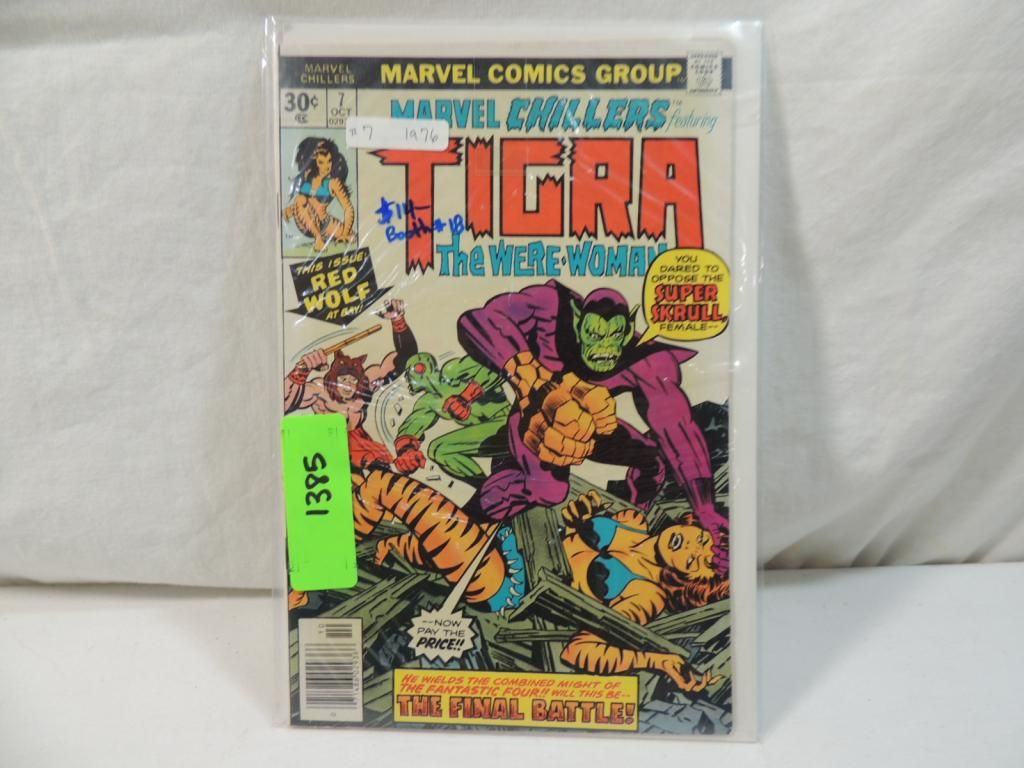 MARVEL CHILLERS
MARVEL COMICS GROUP
30¢
7
OCT
029
MARVEL CHILLERS featuring
#7 1976
TIGRA
THE WERE-WOMAN
$14-
Booth #18
THIS ISSUE:
RED
WOLF
AT BAY!
YOU
DARED TO
OPPOSE THE
SUPER
SKRULL,
FEMALE--
1385
--NOW
PAY THE
PRICE!!
HE WIELDS THE COMBINED MIGHT OF
THE FANTASTIC FOUR!! WILL THIS BE--
THE FINAL BATTLE!